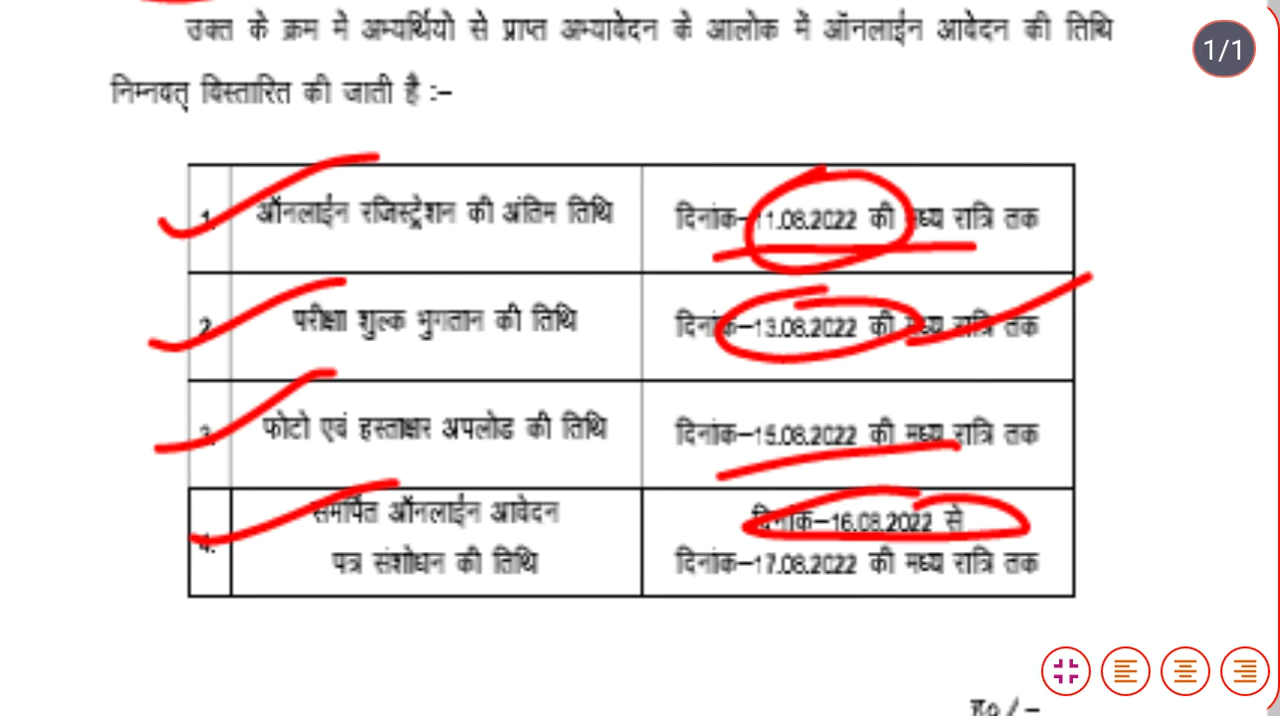 उक्त के क्रम में अभ्यर्थियो से प्राप्त अभ्यावेदन के आलोक में ऑनलाईन आवेदन की तिथि
1/1
निम्नवत् विस्तारित की जाती है :–
1. ऑनलाईन रजिस्ट्रेशन की अंतिम तिथि दिनांक–11.08.2022 की मध्य रात्रि तक
2. परीक्षा शुल्क भुगतान की तिथि दिनांक–13.08.2022 की मध्य रात्रि तक
3. फोटो एवं हस्ताक्षर अपलोड की तिथि दिनांक–15.08.2022 की मध्य रात्रि तक
4. समर्पित ऑनलाईन आवेदन दिनांक–16.08.2022 से
पत्र संशोधन की तिथि दिनांक–17.08.2022 की मध्य रात्रि तक
ह०/–